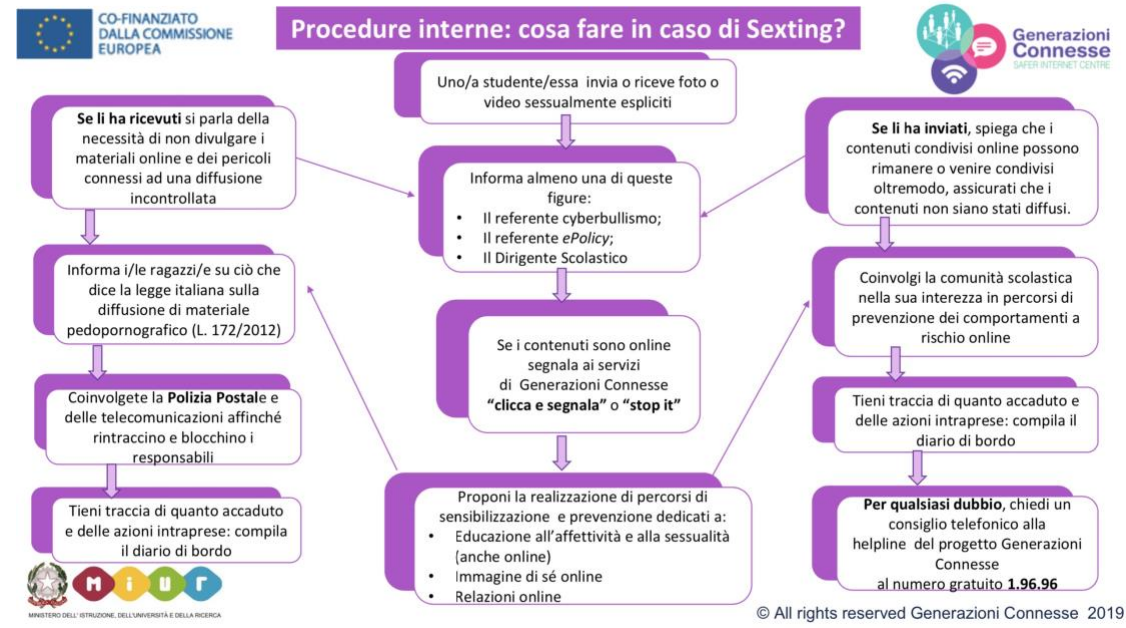 CO-FINANZIATO
DALLA COMMISSIONE
EUROPEA
Procedure interne: cosa fare in caso di Sexting?
Generazioni
Connesse
SAFER INTERNET CENTRE
Uno/a studente/essa invia o riceve foto o
video sessualmente espliciti
Se li ha ricevuti si parla della
necessità di non divulgare i
materiali online e dei pericoli
connessi ad una diffusione
incontrollata
Informa i/le ragazzi/e su ciò che
dice la legge italiana sulla
diffusione di materiale
pedopornografico (L. 172/2012)
Coinvolgete la Polizia Postale e
delle telecomunicazioni affinché
rintraccino e blocchino i
responsabili
Tieni traccia di quanto accaduto
e delle azioni intraprese: compila
il diario di bordo
Informa almeno una di queste
figure:
• Il referente cyberbullismo;
• Il referente ePolicy;
• Il Dirigente Scolastico
Se i contenuti sono online
segnala ai servizi
di Generazioni Connesse
“clicca e segnala” o “stop it”
Proponi la realizzazione di percorsi di
sensibilizzazione e prevenzione dedicati a:
• Educazione all’affettività e alla sessualità
(anche online)
• Immagine di sé online
• Relazioni online
Se li ha inviati, spiega che i
contenuti condivisi online possono
rimanere o venire condivisi
oltremodo, assicurati che i
contenuti non siano stati diffusi.
Coinvolgi la comunità scolastica
nella sua interezza in percorsi di
prevenzione dei comportamenti a
rischio online
Tieni traccia di quanto accaduto e
delle azioni intraprese: compila il
diario di bordo
Per qualsiasi dubbio, chiedi un
consiglio telefonico alla
helpline del progetto Generazioni
Connesse
al numero gratuito 1.96.96
MIUR
MINISTERO DELL' ISTRUZIONE, DELL'UNIVERSITÀ E DELLA RICERCA
© All rights reserved Generazioni Connesse 2019